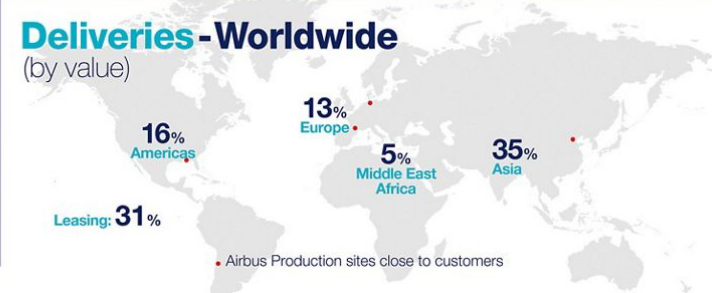 Deliveries - Worldwide
(by value)
16%
Americas
13%
Europe
5%
Middle East
Africa
35%
Asia
Leasing: 31%
Airbus Production sites close to customers